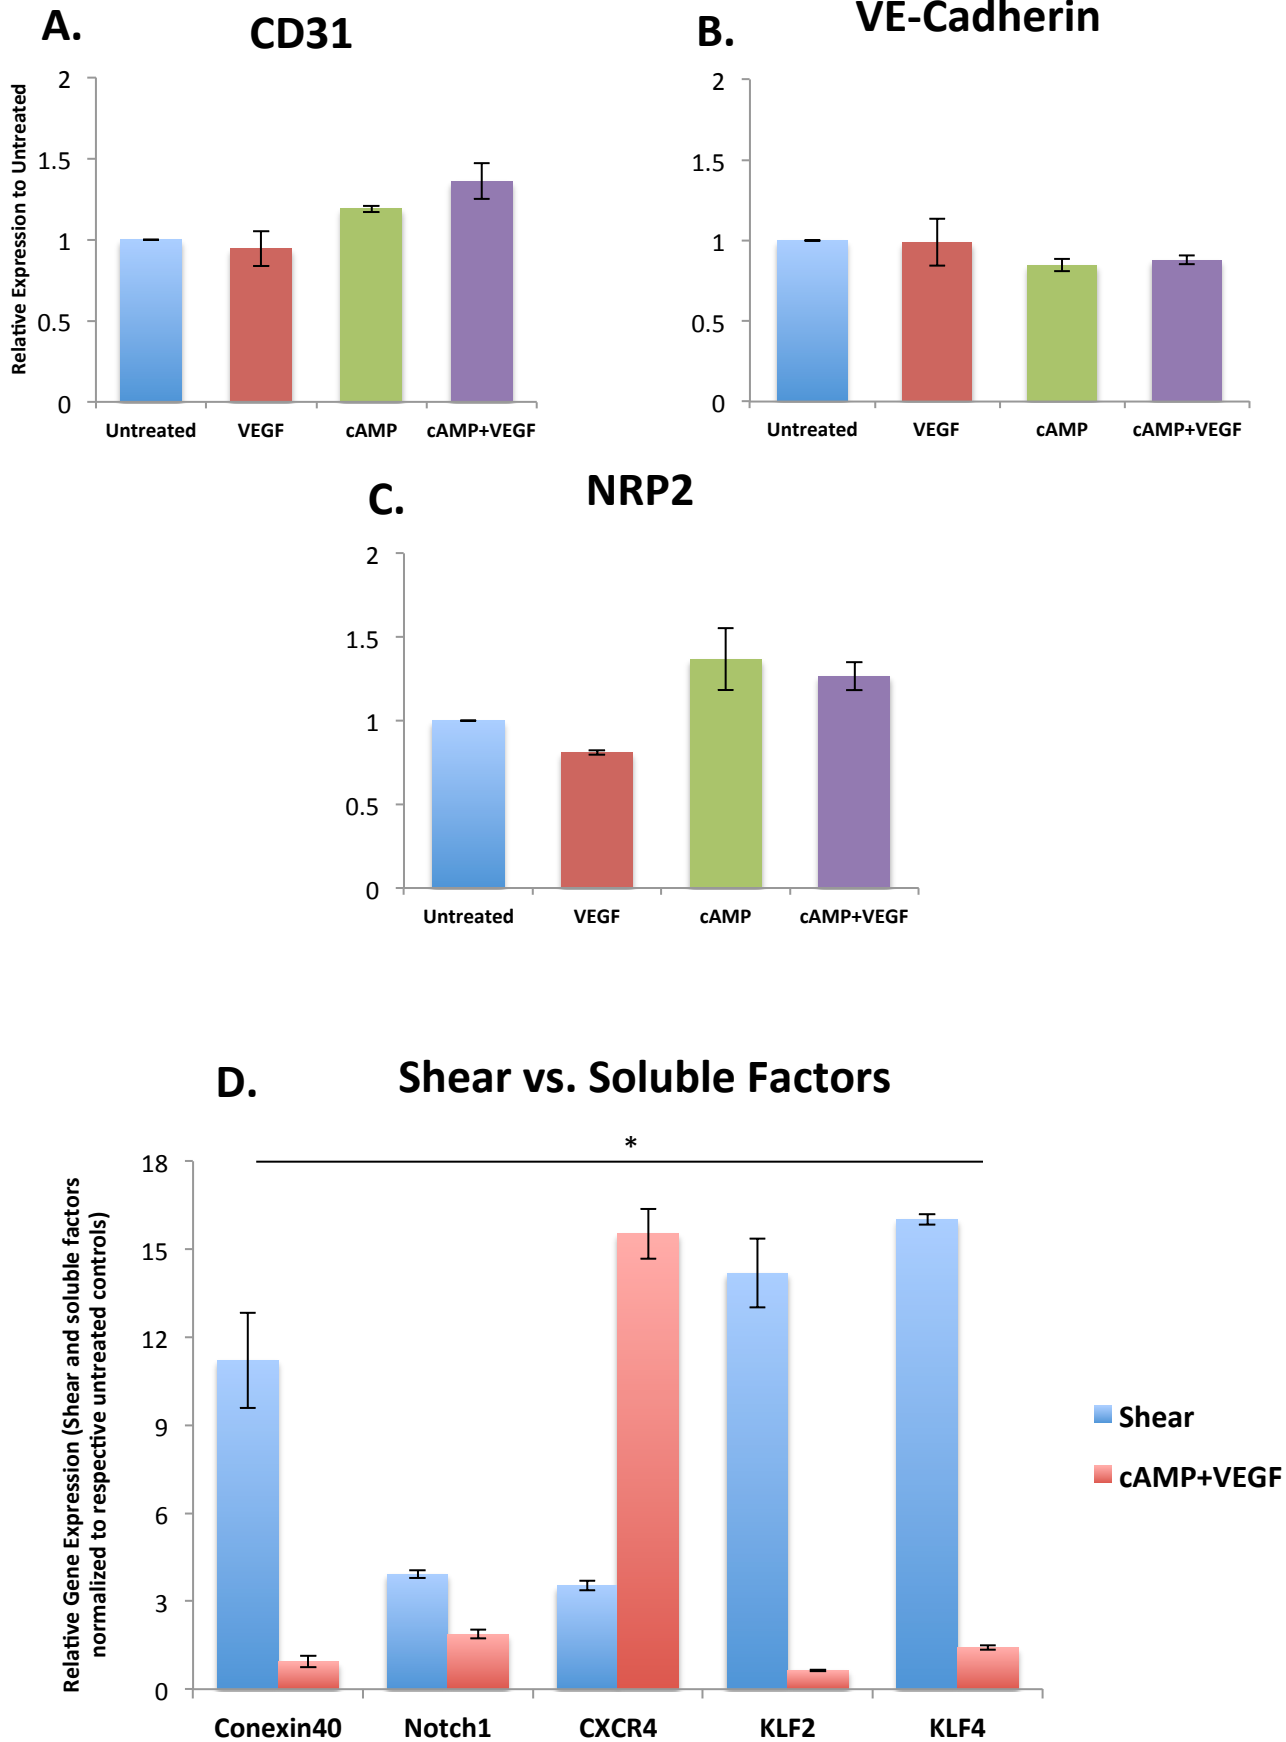 A.
CD31
Relative Expression to Untreated
2
1.5
1
0.5
0
Untreated VEGF cAMP cAMP+VEGF
B.
VE-Cadherin
2
1.5
1
0.5
0
Untreated VEGF cAMP cAMP+VEGF
C.
NRP2
2
1.5
1
0.5
0
Untreated VEGF cAMP cAMP+VEGF
D.
Shear vs. Soluble Factors
*
Relative Gene Expression (Shear and soluble factors
normalized to respective untreated controls)
18
15
12
9
6
3
0
Conexin40 Notch1 CXCR4 KLF2 KLF4
Shear
cAMP+VEGF